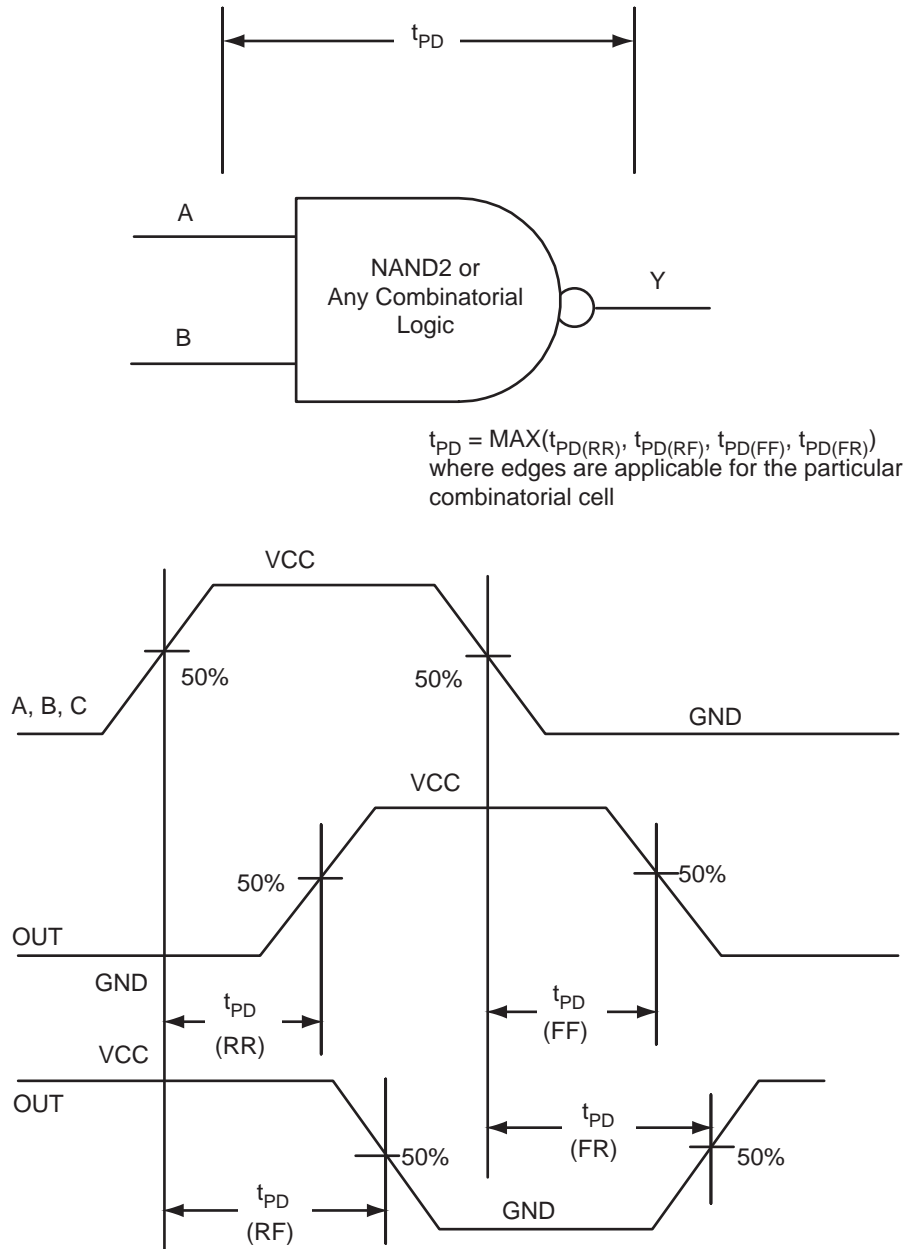 tPD
A
NAND2 or
Any Combinatorial
Logic
Y
B
tPD = MAX(tPD(RR), tPD(RF), tPD(FF), tPD(FR))
where edges are applicable for the particular
combinatorial cell
VCC
50%
50%
A, B, C
GND
VCC
50%
50%
OUT
GND
tPD
(RR)
tPD
(FF)
VCC
OUT
tPD
(FR)
50%
50%
tPD
(RF)
GND